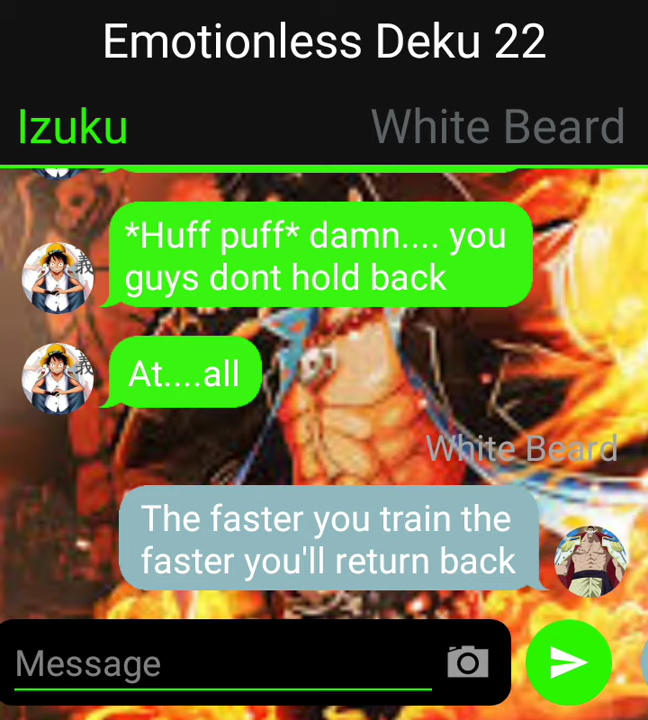 Emotionless Deku 22
Izuku
White Beard
*Huff puff* damn.... you
guys dont hold back
At....all
White Beard
The faster you train the
faster you'll return back
Message